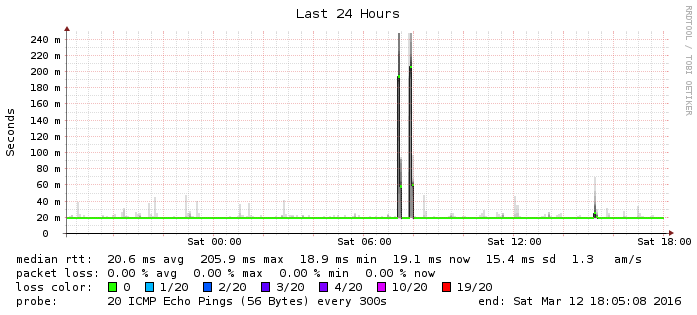 Last 24 Hours
RRDTOOL / TOBI OETIKER
Seconds
240 m
220 m
200 m
180 m
160 m
140 m
120 m
100 m
80 m
60 m
40 m
20 m
0
Sat 00:00 Sat 06:00 Sat 12:00 Sat 18:00
median rtt: 20.6 ms avg 205.9 ms max 18.9 ms min 19.1 ms now 15.4 ms sd 1.3 am/s
packet loss: 0.00 % avg 0.00 % max 0.00 % min 0.00 % now
loss color: 0 1/20 2/20 3/20 4/20 10/20 19/20
probe: 20 ICMP Echo Pings (56 Bytes) every 300s end: Sat Mar 12 18:05:08 2016